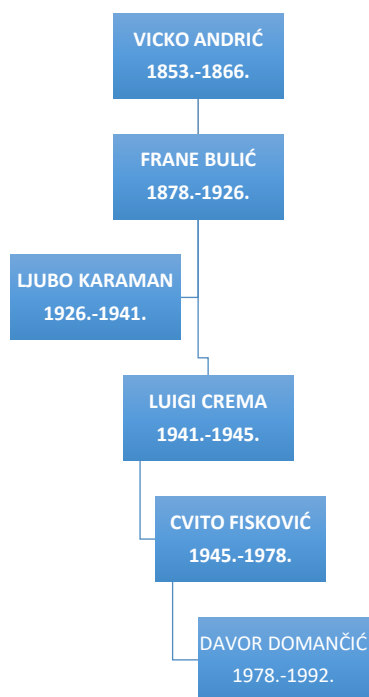 VICKO ANDRIĆ
1853.-1866.
FRANE BULIĆ
1878.-1926.
LJUBO KARAMAN
1926.-1941.
LUIGI CREMA
1941.-1945.
CVITO FISKOVIĆ
1945.-1978.
DAVOR DOMANČIĆ
1978.-1992.